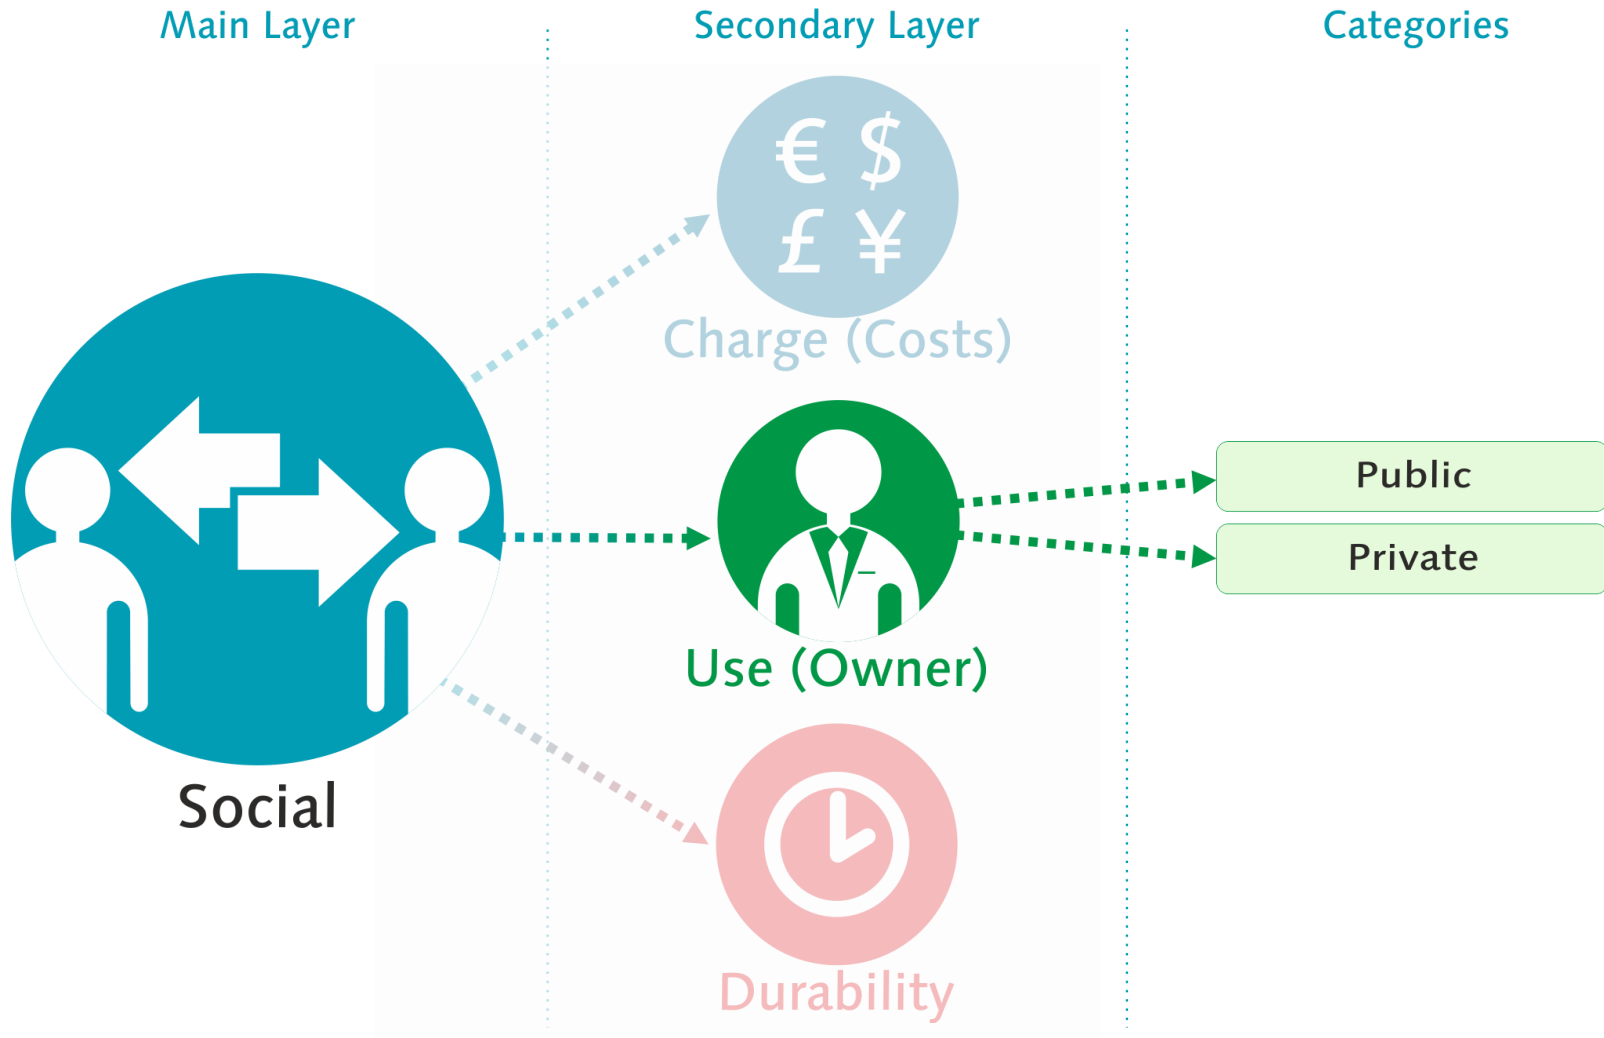 Main Layer
Secondary Layer
Categories
€ $
£ ¥
Charge (Costs)
Public
Private
Use (Owner)
Social
Durability